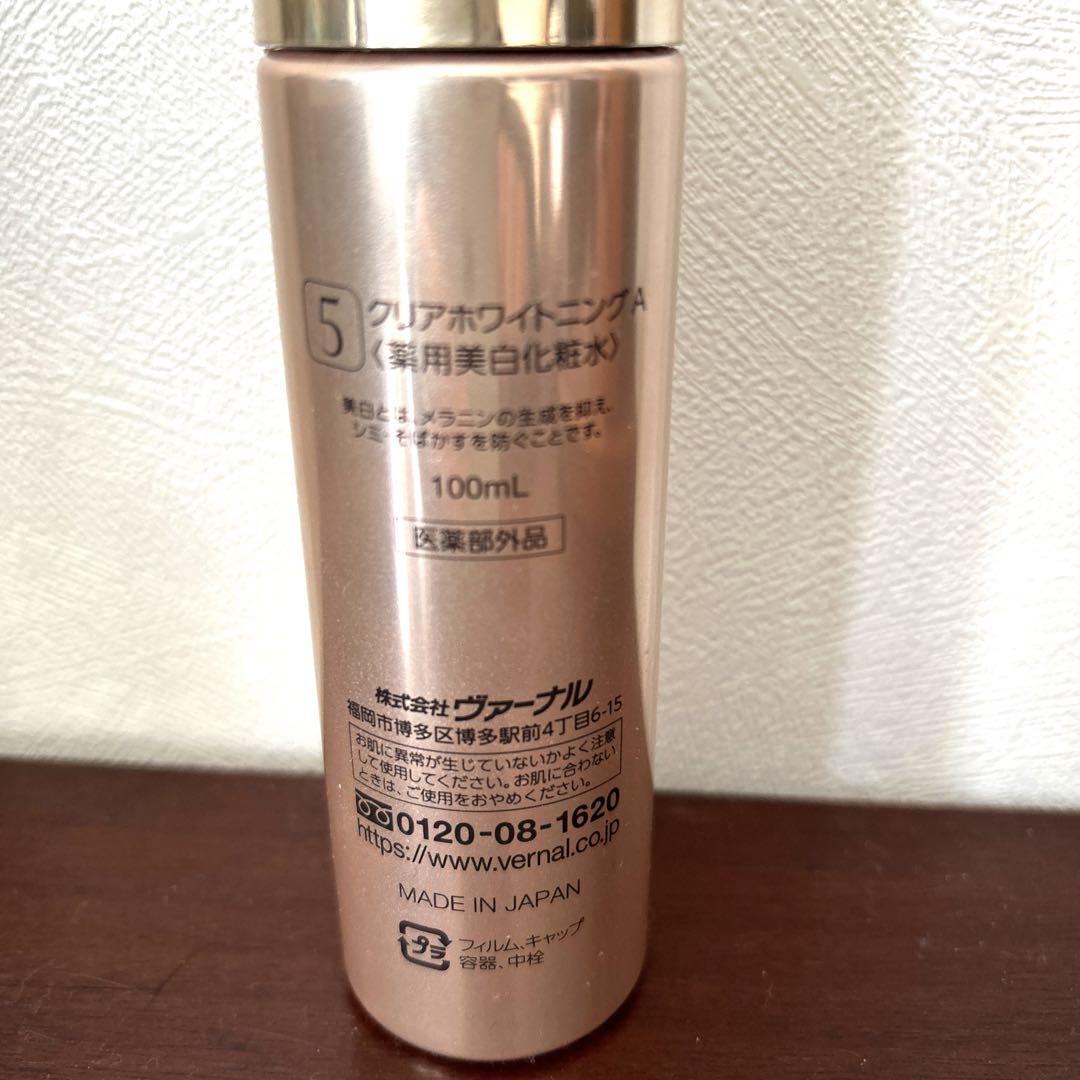 5 クリアホワイトニングA
〈薬用美白化粧水〉
美白とは、メラニンの生成を抑え、
シミ・そばかすを防ぐことです。
100mL
医薬部外品
株式会社ヴァーナル
福岡市博多区博多駅前4丁目6-15
お肌に異常が生じていないかよく注意
して使用してください。お肌に合わない
ときは、ご使用をおやめください。
0120-08-1620
https://www.vernal.co.jp
MADE IN JAPAN
プラ フィルム、キャップ
容器、中栓